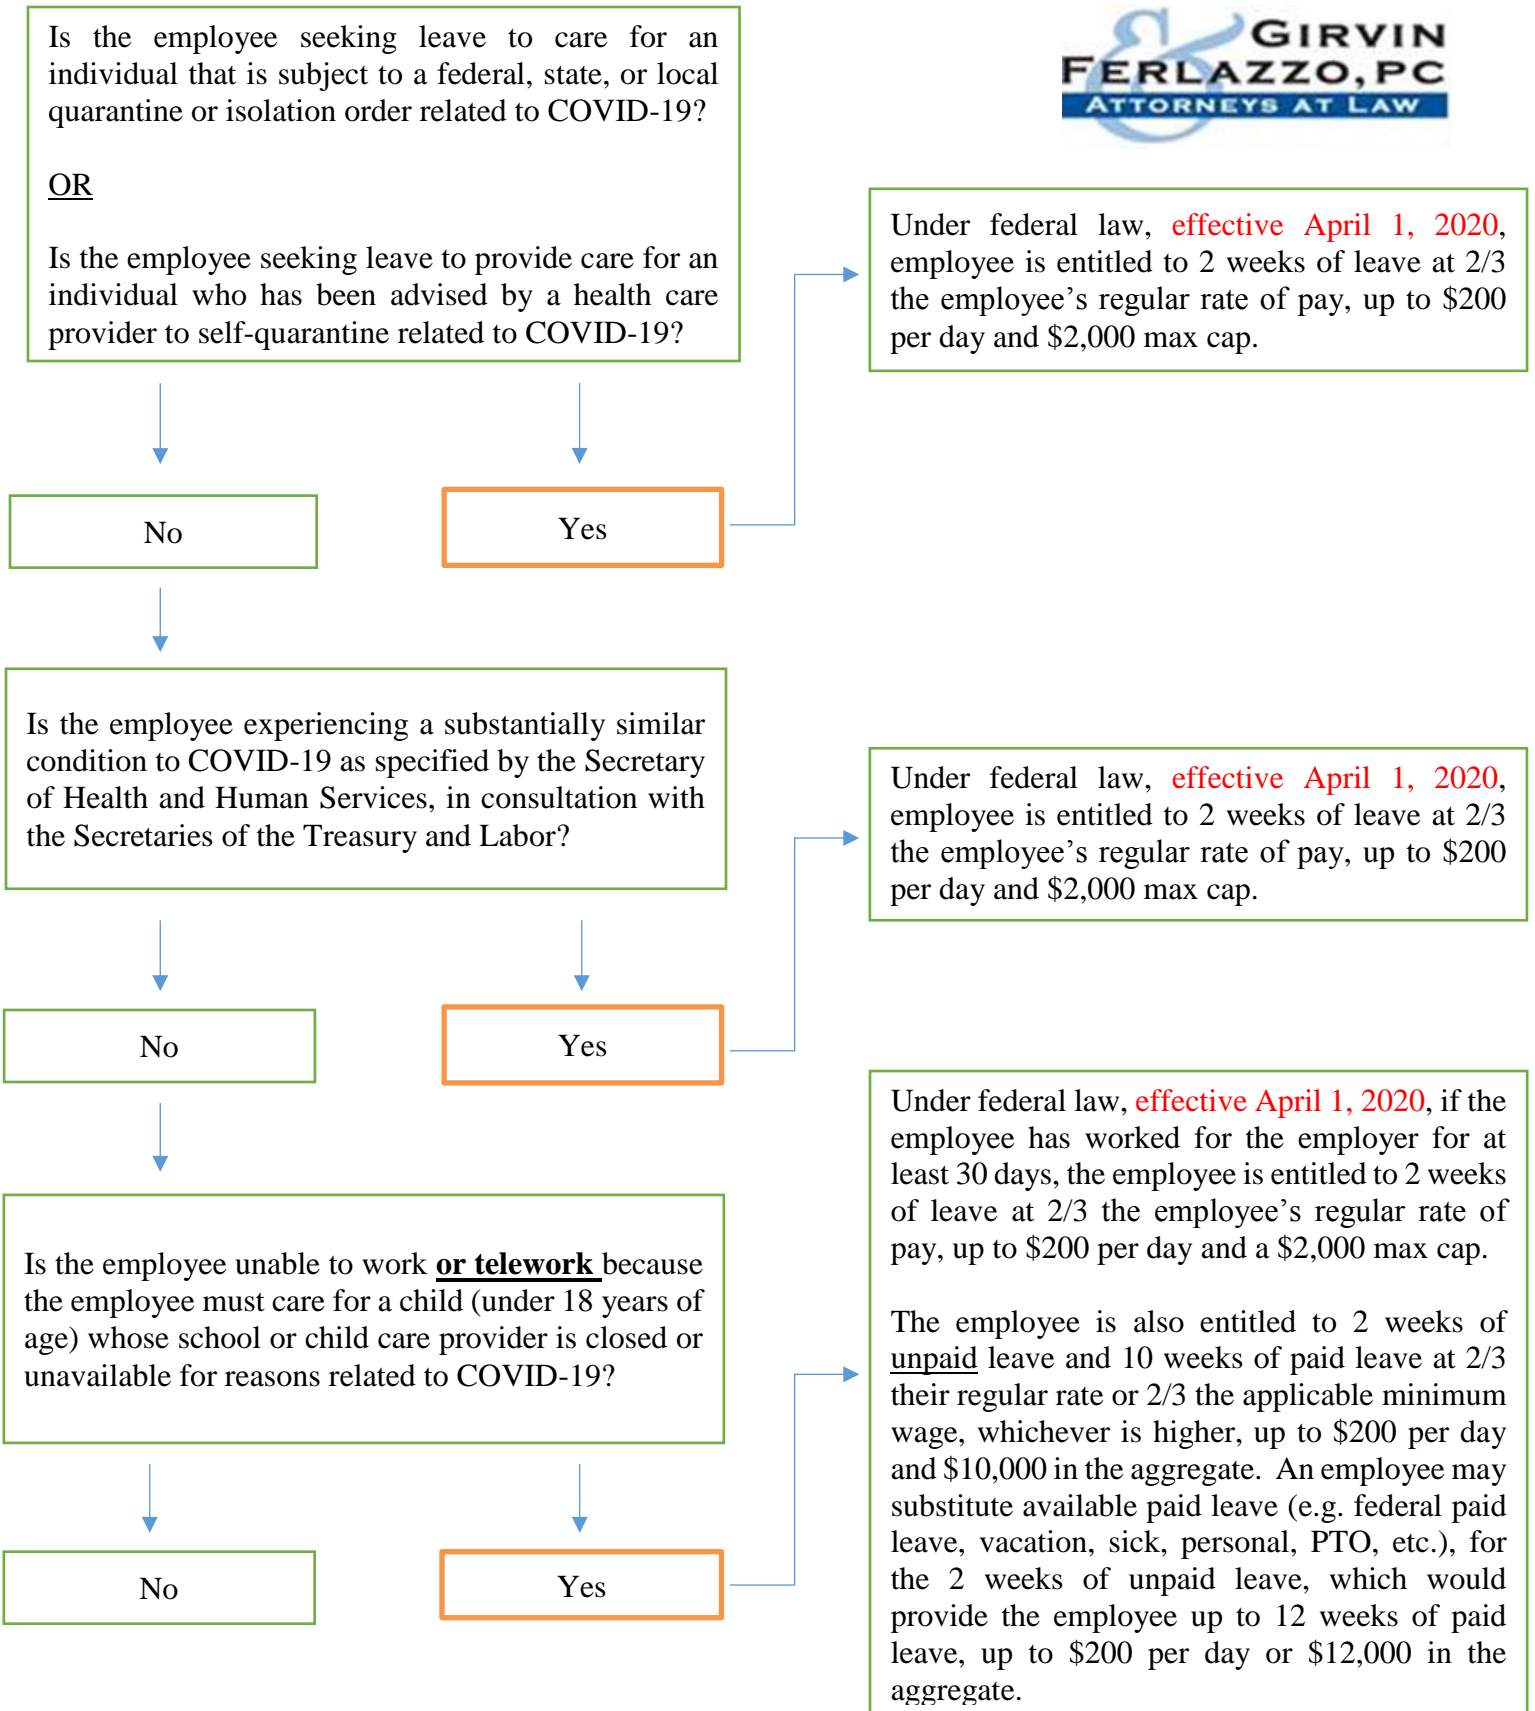 Is the employee seeking leave to care for an
individual that is subject to a federal, state, or local
quarantine or isolation order related to COVID-19?
OR
Is the employee seeking leave to provide care for an
individual who has been advised by a health care
provider to self-quarantine related to COVID-19?
& GIRVIN
FERLAZZO, PC
ATTORNEYS AT LAW
Under federal law, effective April 1, 2020,
employee is entitled to 2 weeks of leave at 2/3
the employee’s regular rate of pay, up to $200
per day and $2,000 max cap.
No
Yes
Is the employee experiencing a substantially similar
condition to COVID-19 as specified by the Secretary
of Health and Human Services, in consultation with
the Secretaries of the Treasury and Labor?
Under federal law, effective April 1, 2020,
employee is entitled to 2 weeks of leave at 2/3
the employee’s regular rate of pay, up to $200
per day and $2,000 max cap.
No
Yes
Is the employee unable to work or telework because
the employee must care for a child (under 18 years of
age) whose school or child care provider is closed or
unavailable for reasons related to COVID-19?
Under federal law, effective April 1, 2020, if the
employee has worked for the employer for at
least 30 days, the employee is entitled to 2 weeks
of leave at 2/3 the employee’s regular rate of
pay, up to $200 per day and a $2,000 max cap.
The employee is also entitled to 2 weeks of
unpaid leave and 10 weeks of paid leave at 2/3
their regular rate or 2/3 the applicable minimum
wage, whichever is higher, up to $200 per day
and $10,000 in the aggregate. An employee may
substitute available paid leave (e.g. federal paid
leave, vacation, sick, personal, PTO, etc.), for
the 2 weeks of unpaid leave, which would
provide the employee up to 12 weeks of paid
leave, up to $200 per day or $12,000 in the
aggregate.
No
Yes